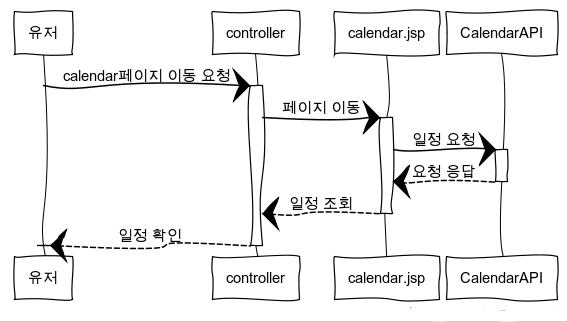 유저 controller calendar.jsp CalendarAPI
calendar페이지 이동 요청
페이지 이동
일정 요청
요청 응답
일정 조회
일정 확인
유저 controller calendar.jsp CalendarAPI